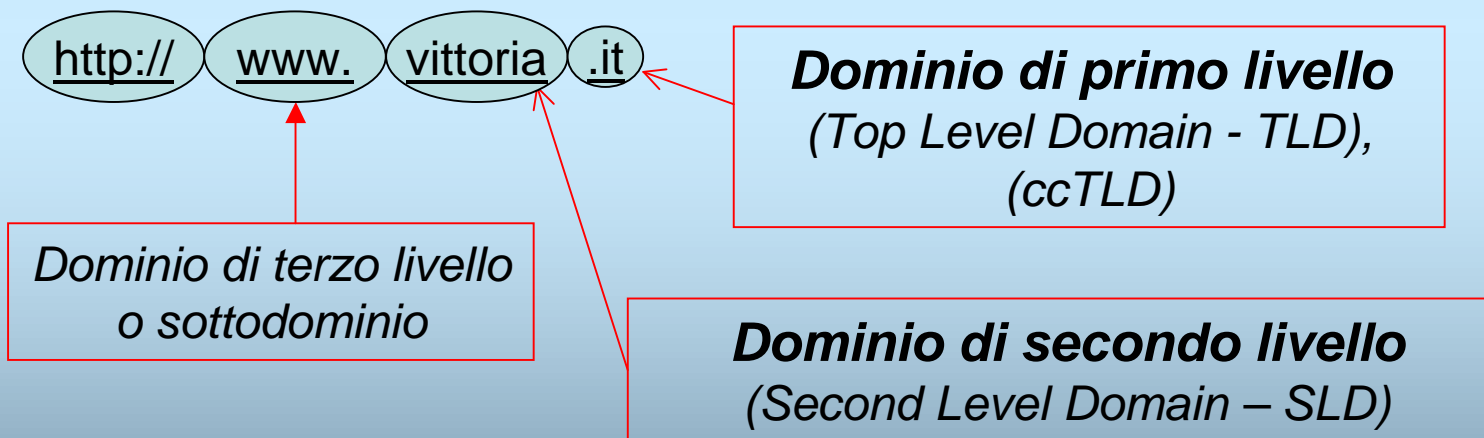 http:// www. vittoria .it
Dominio di primo livello
(Top Level Domain - TLD),
(ccTLD)
Dominio di terzo livello
o sottodominio
Dominio di secondo livello
(Second Level Domain – SLD)